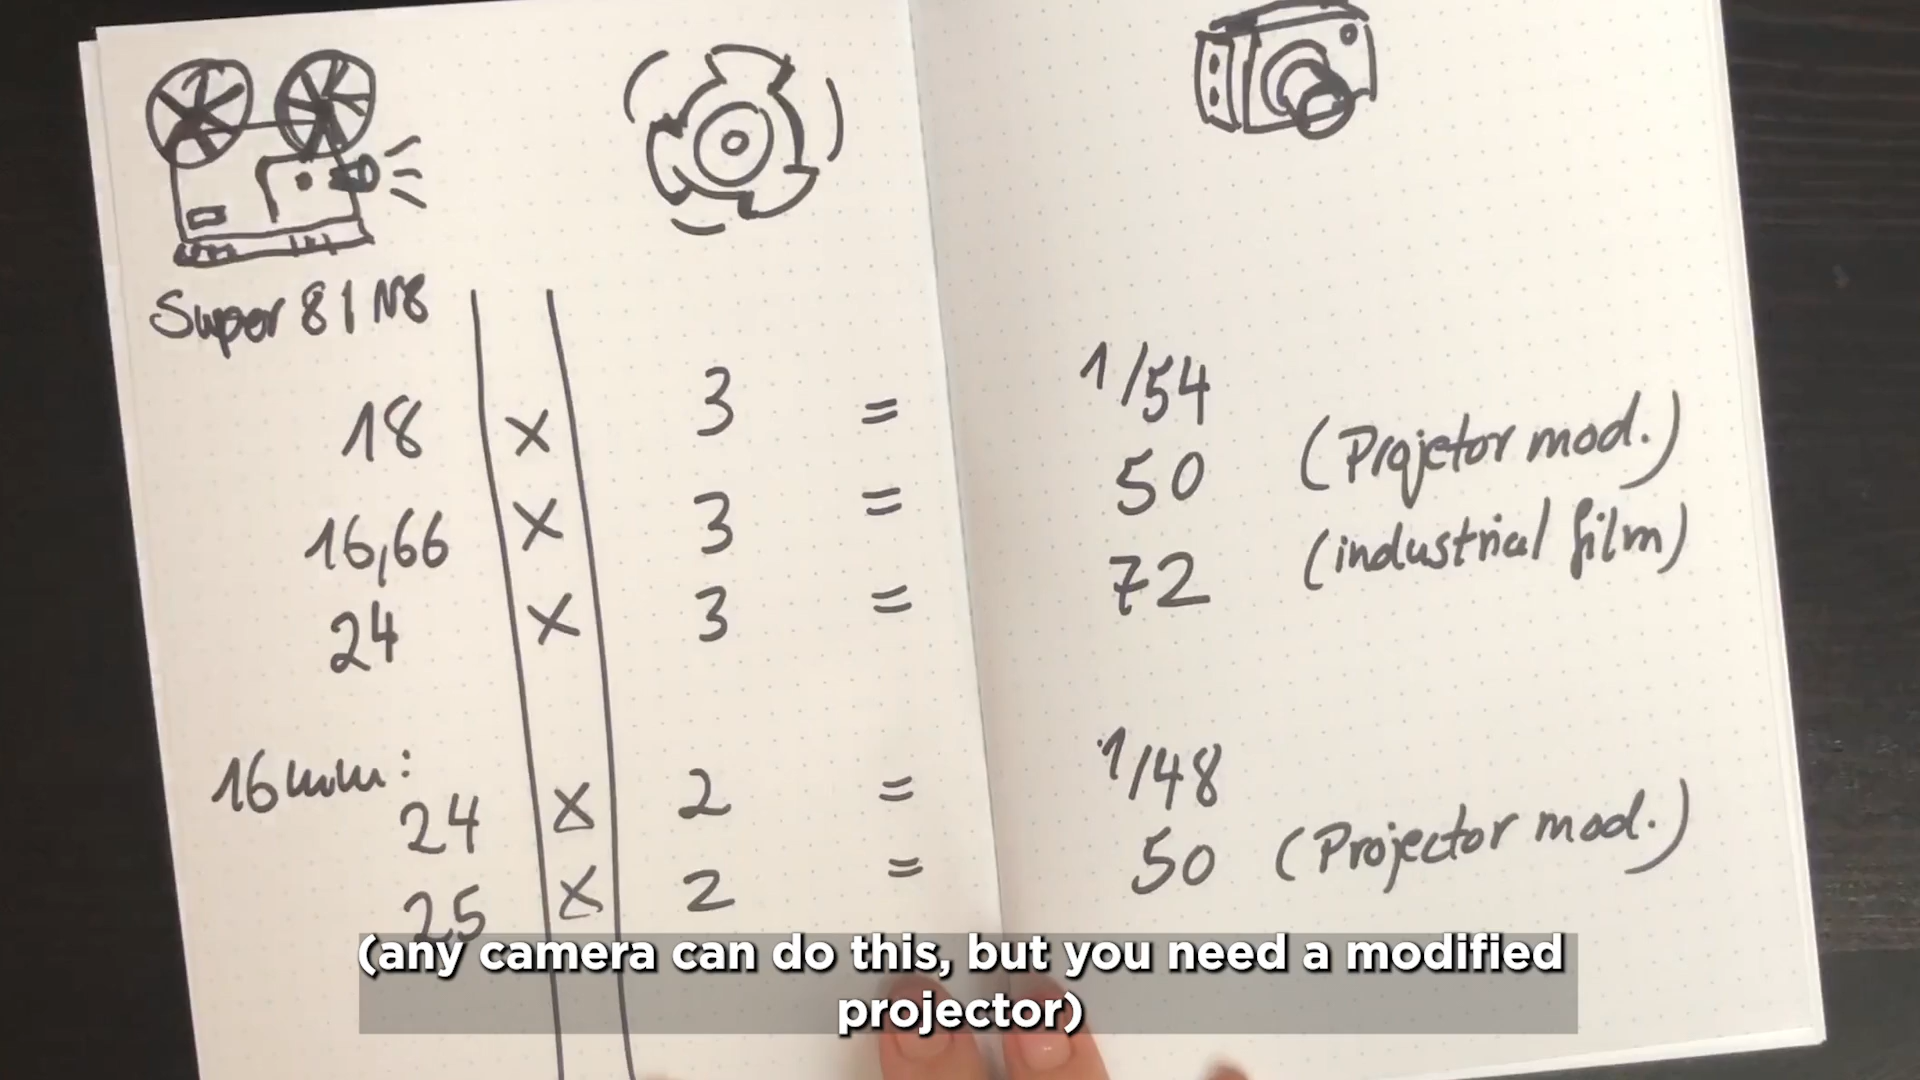 Super 8 | N8
18 × 3 = 1/54
16,66 × 3 = 50 (Projetor mod.)
24 × 3 = 72 (industrial film)
16mm:
24 × 2 = 1/48
25 × 2 = 50 (Projector mod.)
(any camera can do this, but you need a modified
projector)